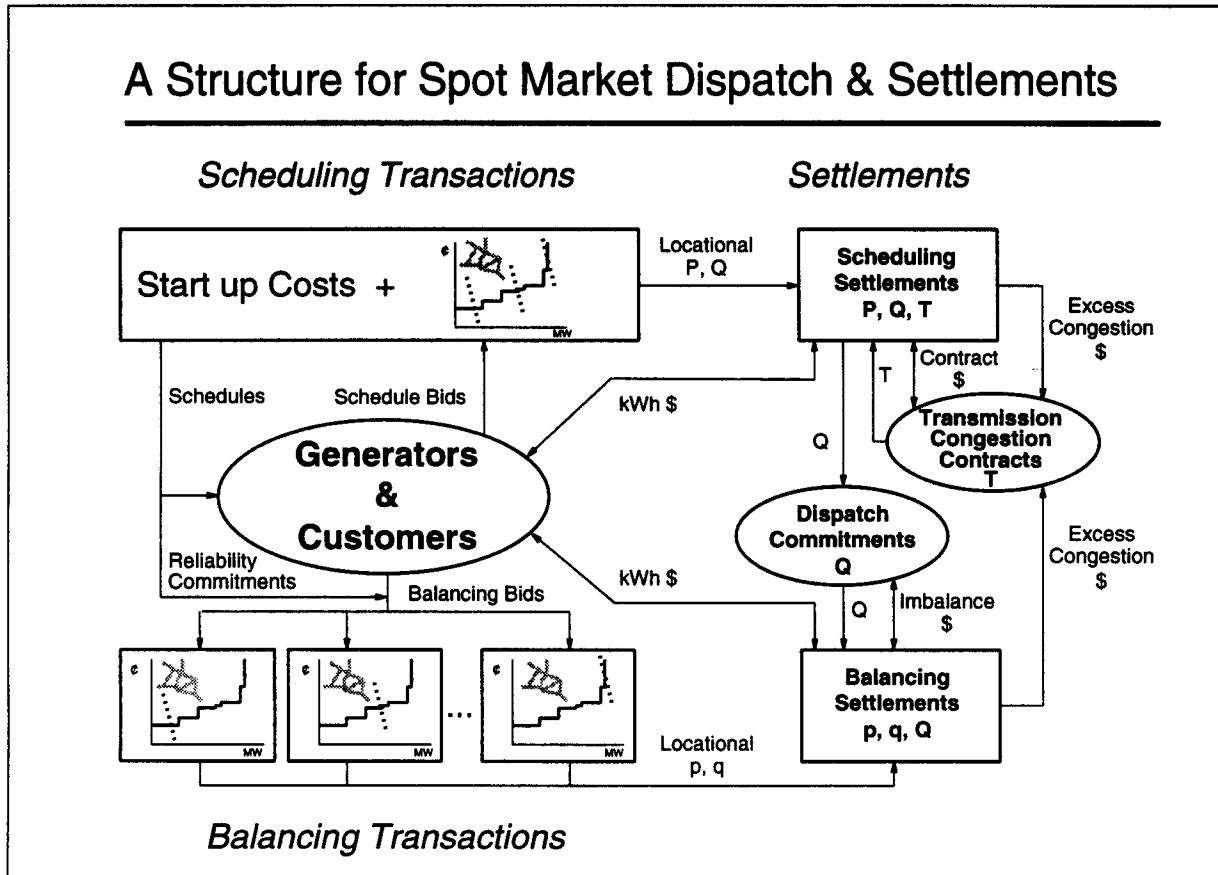 A Structure for Spot Market Dispatch & Settlements
Scheduling Transactions
Settlements
Start up Costs +
¢
MW
Locational
P, Q
Scheduling
Settlements
P, Q, T
Excess
Congestion
$
Schedules
Schedule Bids
kWh $
T
Contract
$
Transmission
Congestion
Contracts
T
Generators
&
Customers
Q
Dispatch
Commitments
Q
Reliability
Commitments
Balancing Bids
kWh $
Q
Imbalance
$
Excess
Congestion
$
¢
MW
¢
MW
...
¢
MW
Locational
p, q
Balancing
Settlements
p, q, Q
Balancing Transactions